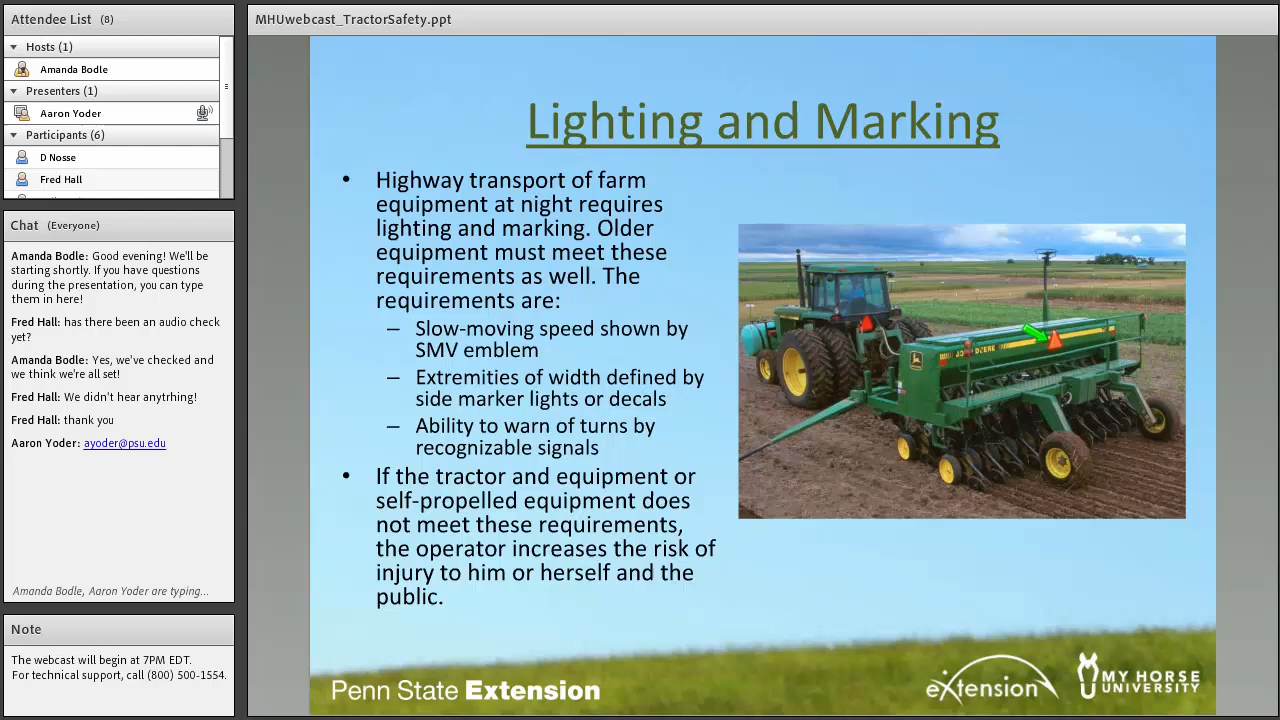 Attendee List (8)
Hosts (1)
Amanda Bodle
Presenters (1)
Aaron Yoder
Participants (6)
D Nosse
Fred Hall
Chat (Everyone)
Amanda Bodle: Good evening! We'll be
starting shortly. If you have questions
during the presentation, you can type
them in here!
Fred Hall: has there been an audio check
yet?
Amanda Bodle: Yes, we've checked and
we think we're all set!
Fred Hall: We didn't hear anytrhing!
Fred Hall: thank you
Aaron Yoder: ayoder@psu.edu
Amanda Bodle, Aaron Yoder are typing...
Note
The webcast will begin at 7PM EDT.
For technical support, call (800) 500-1554.
MHUwebcast_TractorSafety.ppt
Lighting and Marking
• Highway transport of farm
equipment at night requires
lighting and marking. Older
equipment must meet these
requirements as well. The
requirements are:
– Slow-moving speed shown by
SMV emblem
– Extremities of width defined by
side marker lights or decals
– Ability to warn of turns by
recognizable signals
• If the tractor and equipment or
self-propelled equipment does
not meet these requirements,
the operator increases the risk of
injury to him or herself and the
public.
JOHN DEERE
Penn State Extension
eXtension
MY HORSE
UNIVERSITY